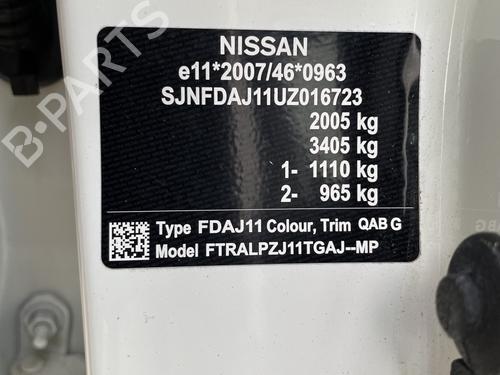 NISSAN
e11*2007/46*0963
SJNFDAJ11UZ016723
2005 kg
3405 kg
1- 1110 kg
2- 965 kg
Type FDAJ11 Colour, Trim QAB G
Model FTRALPZJ11TGAJ--MP